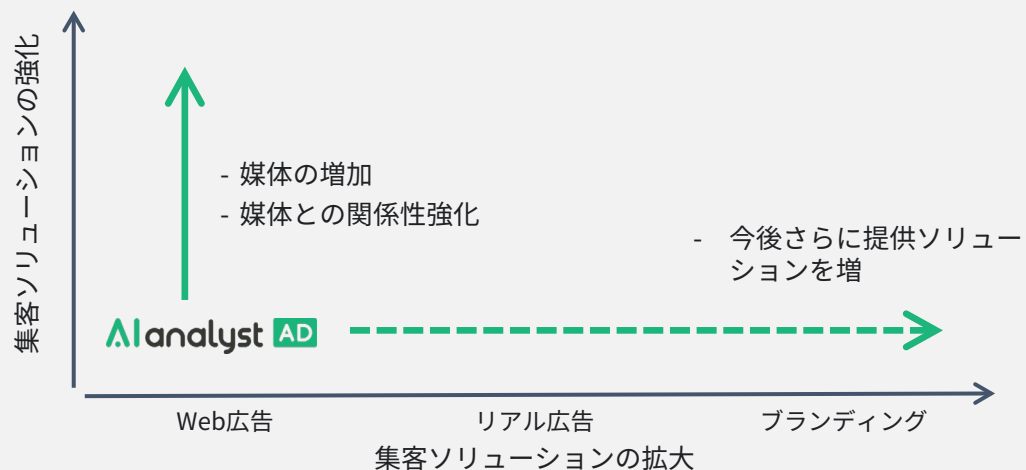 集客ソリューションの強化
- 媒体の増加
- 媒体との関係性強化
- 今後さらに提供ソリュー
ションを増
AI analyst AD
Web広告
リアル広告
ブランディング
集客ソリューションの拡大